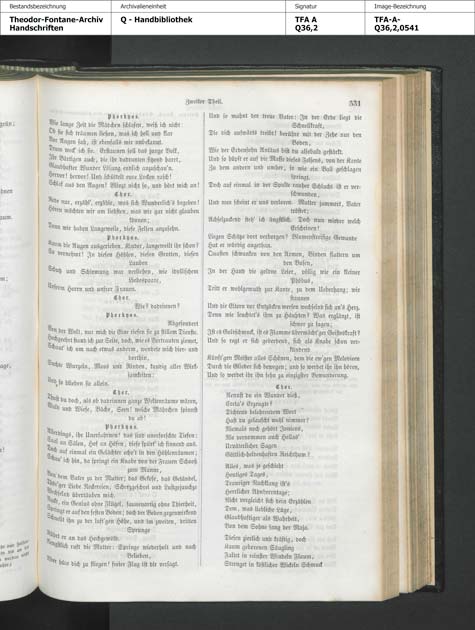 Bestandsbezeichnung
Theodor-Fontane-Archiv
Handschriften
Archivalieneinheit
Q - Handbibliothek
Signatur
TFA A
Q36,2
Image-Bezeichnung
TFA-A-
Q36,2,0541
Zweiter Theil.
531
Phorkyas.
Wie lange Zeit die Mädchen schlafen, weiß ich nicht;
Ob sie sich träumen ließen, was ich hell und klar
Vor Augen sah, ist ebenfalls mir unbekannt.
Drum weck' ich sie. Erstaunen soll das junge Volk,
Ihr Bärtigen auch, die ihr dadrunten sitzend harrt,
Glaubhafter Wunder Lösung endlich anzuschau'n.
Hervor! hervor! Und schüttelt eure Locken rasch!
Schlaf aus den Augen! Blinzt nicht so, und hört mich an!
Chor.
Rede nur, erzähl', erzähle, was sich Wunderlich's begeben!
Hören möchten wir am liebsten, was wir gar nicht glauben
können;
Denn wir haben Langeweile, diese Felsen anzusehn.
Phorkyas.
Kaum die Augen ausgerieben, Kinder, langeweilt ihr schon?
So vernehmt! In diesen Höhlen, diesen Grotten, diesen
Lauben
Schutz und Schirmung war verliehen, wie idyllischem
Liebespaare,
Unserm Herrn und unsrer Frauen.
Chor.
Wie? dadrinnen?
Phorkyas.
Abgesondert
Von der Welt, nur mich die Eine riefen sie zu stillem Dienste.
Hochgeehrt stand ich zur Seite, doch, wie es Vertrauten ziemet,
Schaut' ich um nach etwas anderm, wendete mich hier- und
dorthin,
Suchte Wurzeln, Moos und Rinden, kundig aller Wirk-
samkeiten;
Und so blieben sie allein.
Chor.
Thust du doch, als ob dadrinnen ganze Weltenräume wären,
Wald und Wiese, Bäche, Seen! welche Märchen spinnst
du ab!
Phorkyas.
Allerdings, ihr Unerfahrnen! das sind unerforschte Tiefen:
Saal an Sälen, Hof an Höfen, diese spürt' ich sinnend aus.
Doch auf einmal ein Gelächter echo't in den Höhlenräumen;
Schau' ich hin, da springt ein Knabe von der Frauen Schooß
zum Manne,
Von dem Vater zu der Mutter; das Gekose, das Getändel,
Thör'ger Liebe Neckereien, Scherzgeschrei und Lustgejauchze
Wechselnd übertäuben mich.
Nackt, ein Genius ohne Flügel, faunenartig ohne Thierheit,
Springt er auf den festen Boden; doch der Boden gegenwirkend
Schnellt ihn zu der luft'gen Höhe, und im zweiten, dritten
Sprunge
Rührt er an das Hochgewölb.
Aengstlich ruft die Mutter: Springe wiederholt und nach
Belieben,
Aber hüte dich zu fliegen! freier Flug ist dir versagt.
Und so mahnt der treue Vater: In der Erde liegt die
Schnellkraft,
Die dich aufwärts treibt! berühre mit der Zehe nur den
Boden,
Wie der Erdensohn Antäus bist du alsobald gestärkt.
Und so hüpft er auf die Masse dieses Felsens, von der Kante
Zu dem andern und umher, so wie ein Ball geschlagen
springt.
Doch auf einmal in der Spalte rauher Schlucht ist er ver-
schwunden,
Und nun scheint er uns verloren. Mutter jammert, Vater
tröstet;
Achselzuckend steh' ich ängstlich. Doch nun wieder welch
Erscheinen!
Liegen Schätze dort verborgen? Blumenstreifige Gewande
Hat er würdig angethan.
Quasten schwanken von den Armen, Binden flattern um
den Busen,
In der Hand die goldne Leier, völlig wie ein kleiner
Phöbus,
Tritt er wohlgemuth zur Kante, zu dem Ueberhang; wir
staunen
Und die Eltern vor Entzücken werfen wechselnd sich an's Herz.
Denn wie leuchtet's ihm zu Häupten? Was erglänzt, ist
schwer zu sagen;
Ist es Goldschmuck, ist es Flamme übermächt'ger Geisteskraft?
Und so regt er sich geberdend, sich als Knabe schon ver-
kündend
Künft'gen Meister alles Schönen, dem die ew'gen Melodieen
Durch die Glieder sich bewegen; und so werdet ihr ihn hören,
Und so werdet ihr ihn sehn zu einzigster Bewunderung.
Chor.
Nennst du ein Wunder dieß,
Creta's Erzeugte?
Dichtend belehrendem Wort
Hast du gelauscht wohl nimmer?
Niemals noch gehört Joniens,
Nie vernommen auch Hellas'
Urväterlicher Sagen
Göttlich-heldenhaften Reichthum?
Alles, was je geschieht
Heutiges Tages,
Trauriger Nachklang ist's
Herrlicher Ahnherrntage;
Nicht vergleicht sich dein Erzählen
Dem, was liebliche Lüge,
Glaubhaftiger als Wahrheit,
Von dem Sohne sang der Maja.
Diesen zierlich und kräftig, doch
Kaum geborenen Säugling
Faltet in reinster Windeln Flaum,
Strenget in köstlicher Wickeln Schmuck